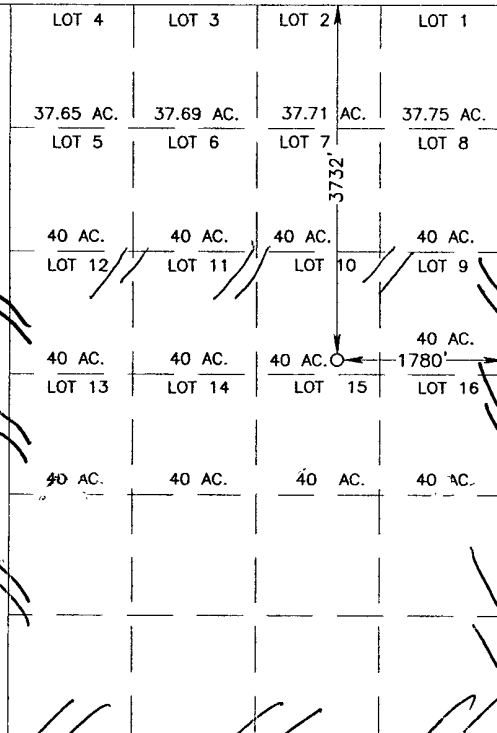 LOT 4 LOT 3 LOT 2 LOT 1
37.65 AC. 37.69 AC. 37.71 AC. 37.75 AC.
LOT 5 LOT 6 LOT 7 LOT 8
3732'
40 AC. 40 AC. 40 AC.
LOT 12 LOT 11 LOT 10 LOT 9
40 AC.
40 AC. 40 AC. 40 AC. 1780'
LOT 13 LOT 14 LOT 15 LOT 16
40 AC. 40 AC. 40 AC. 40 AC.